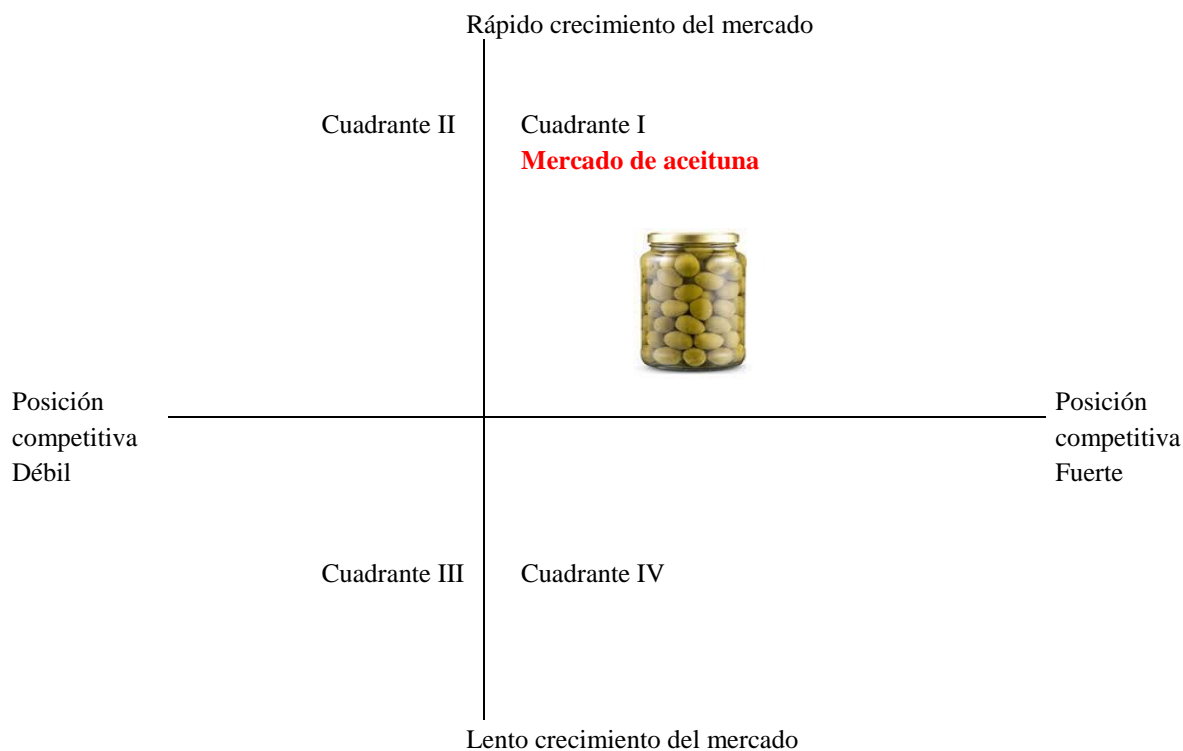 Rápido crecimiento del mercado
Cuadrante II
Cuadrante I
Mercado de aceituna
Posición
competitiva
Débil
Posición
competitiva
Fuerte
Cuadrante III
Cuadrante IV
Lento crecimiento del mercado